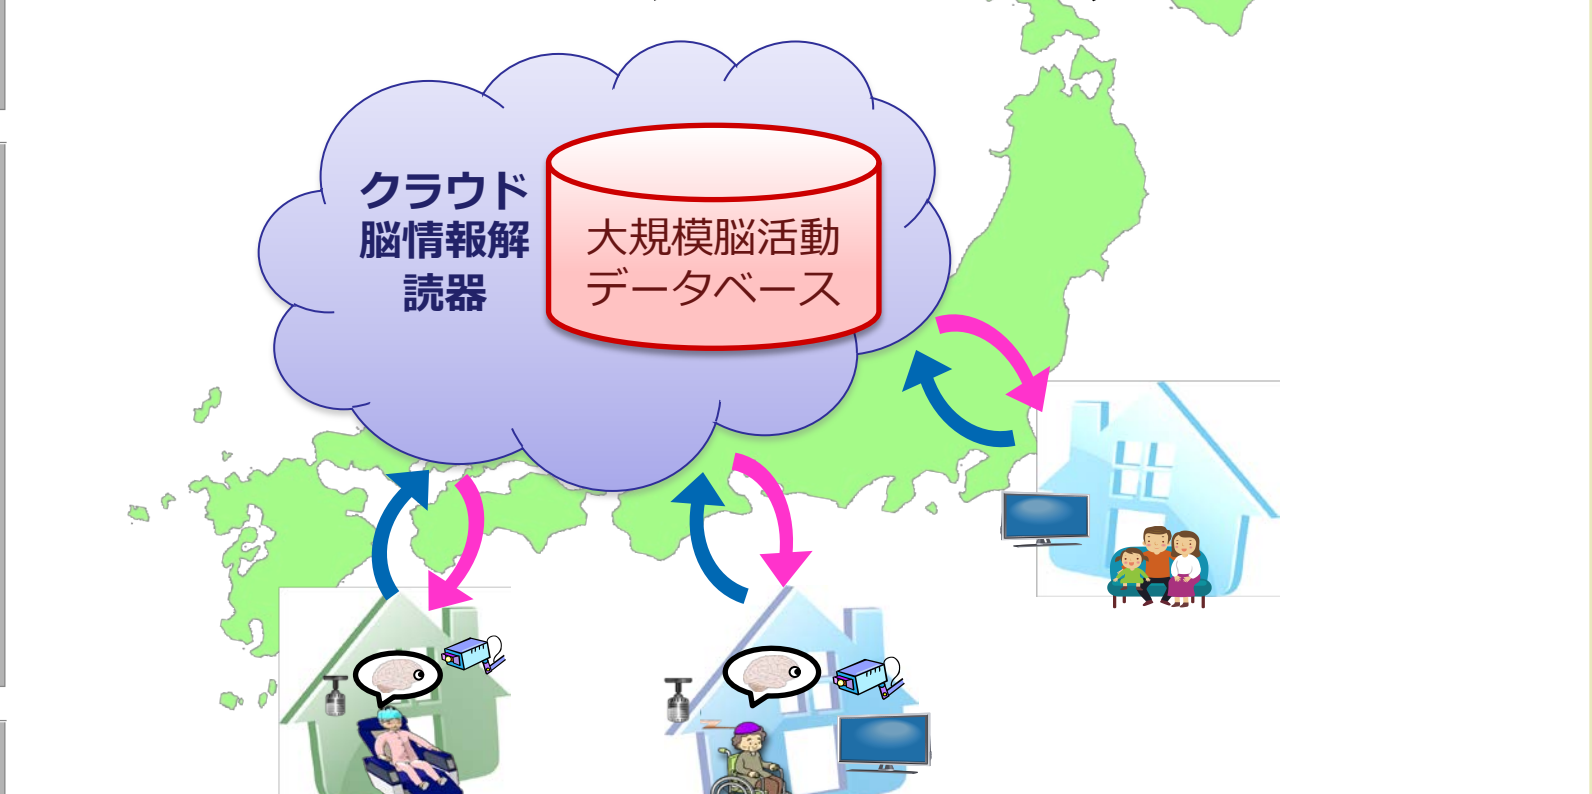 クラウド
脳情報解
読器
大規模脳活動
データベース